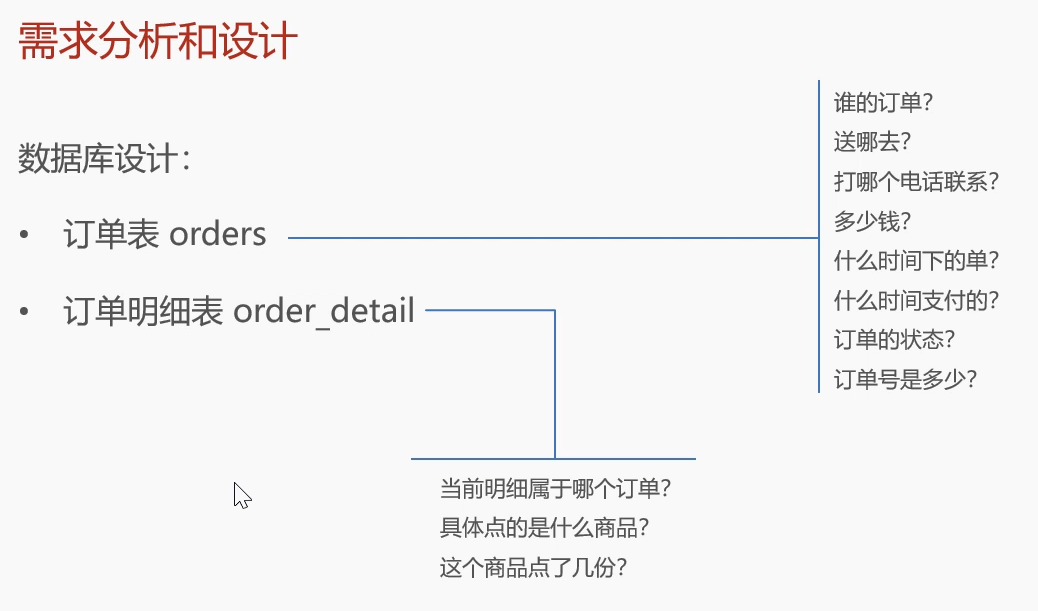 需求分析和设计
数据库设计：
• 订单表 orders
• 订单明细表 order_detail
谁的订单？
送哪去？
打哪个电话联系？
多少钱？
什么时间下的单？
什么时间支付的？
订单的状态？
订单号是多少？
当前明细属于哪个订单？
具体点的是什么商品？
这个商品点了几份？